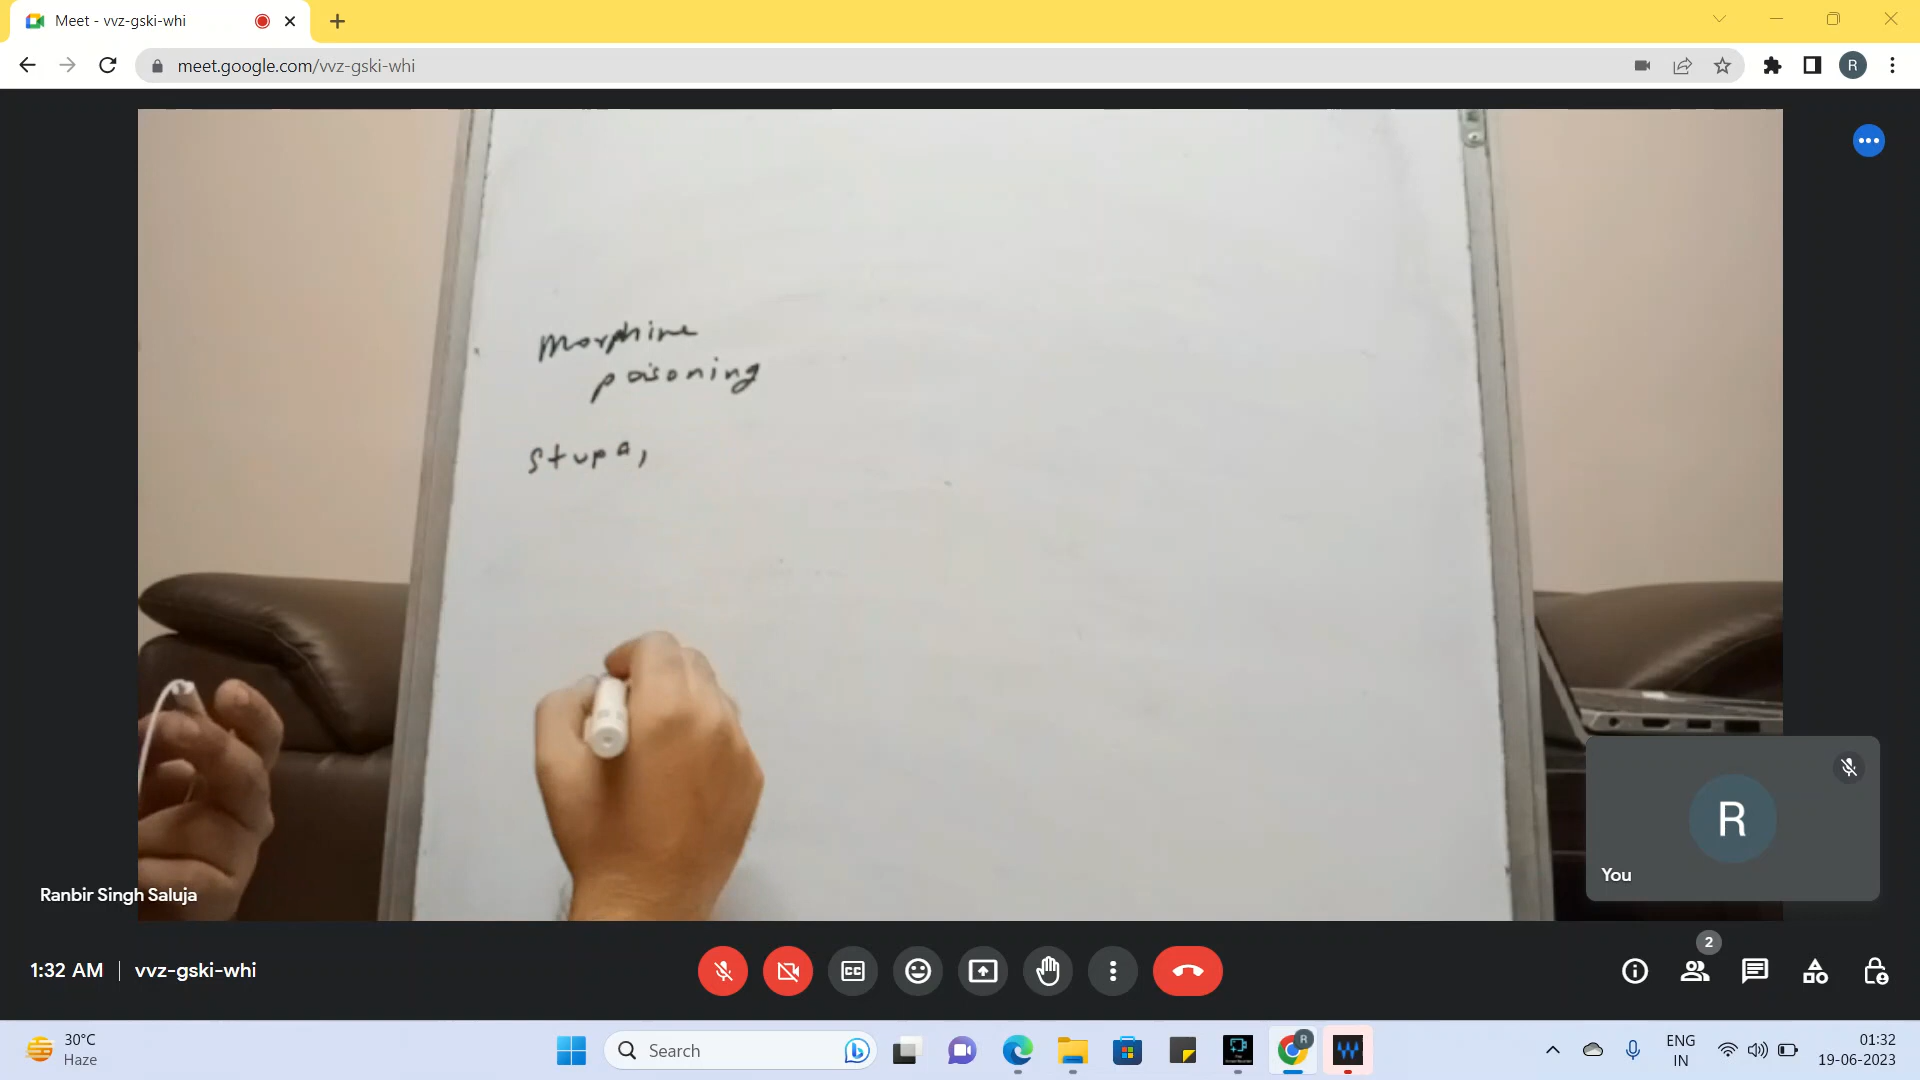 Meet - vvz-gski-whi
meet.google.com/vvz-gski-whi
R
Morphine
poisoning
stupa,
R
You
Ranbir Singh Saluja
2
1:32 AM | vvz-gski-whi
30°C
Haze
Search
R
ENG
IN
01:32
19-06-2023